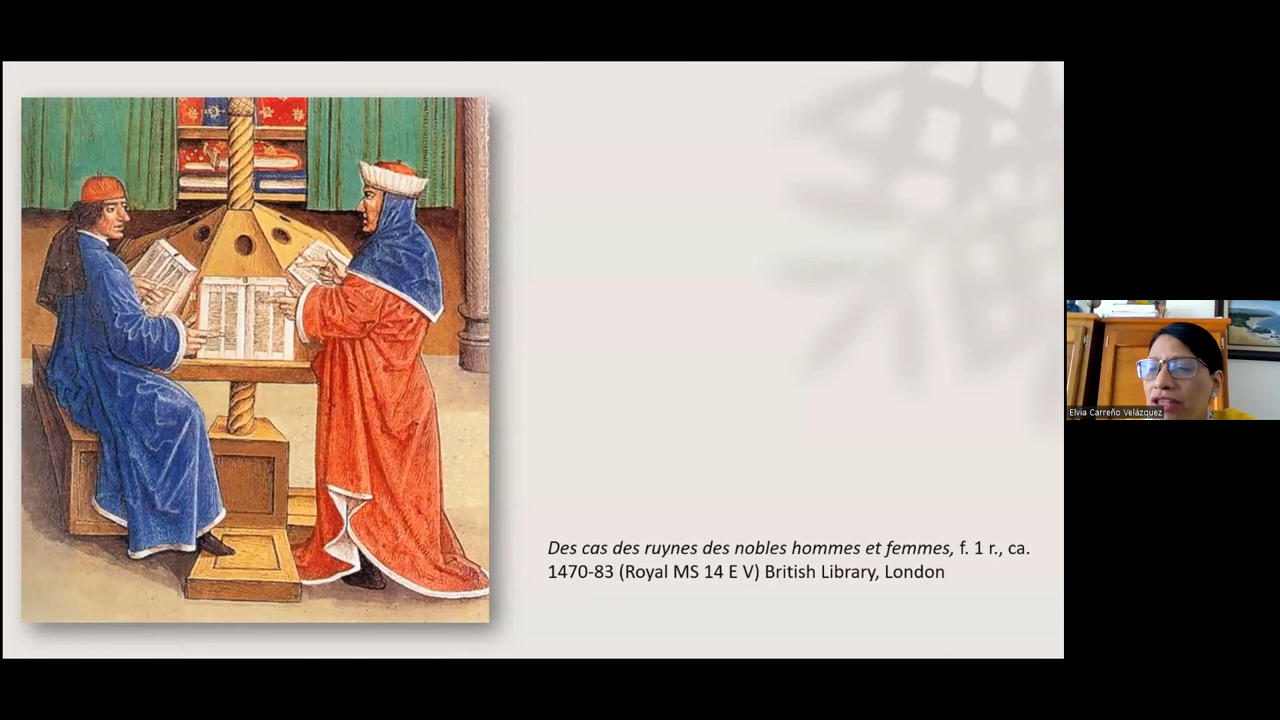 Des cas des ruynes des nobles hommes et femmes, f. 1 r., ca.
1470-83 (Royal MS 14 E V) British Library, London
Elvia Carreño Velázquez